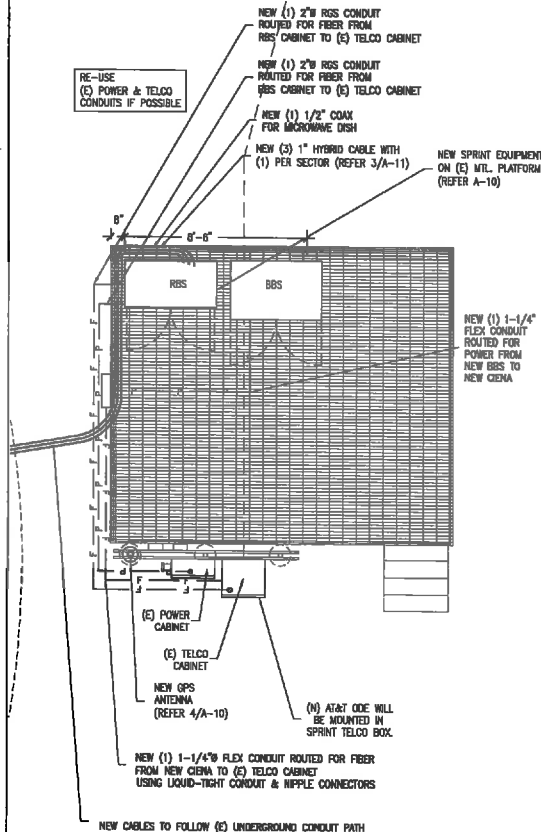 NEW (1) 2"Ø RGS CONDUIT
ROUTED FOR FIBER FROM
RBS CABINET TO (E) TELCO CABINET
RE-USE
(E) POWER & TELCO
CONDUITS IF POSSIBLE
NEW (1) 2"Ø RGS CONDUIT
ROUTED FOR FIBER FROM
BBS CABINET TO (E) TELCO CABINET
NEW (1) 1/2" COAX
FOR MICROWAVE DISH
NEW (3) 1" HYBRID CABLE WITH
(1) PER SECTOR (REFER 3/A-11)
NEW SPRINT EQUIPMENT
ON (E) MTL. PLATFORM
(REFER A-10)
8"
6'-6"
RBS
BBS
NEW (1) 1-1/4"
FLEX CONDUIT
ROUTED FOR
POWER FROM
NEW BBS TO
NEW CIENA
F
P
(E) POWER
CABINET
(E) TELCO
CABINET
NEW GPS
ANTENNA
(REFER 4/A-10)
(N) AT&T ODE WILL
BE MOUNTED IN
SPRINT TELCO BOX.
NEW (1) 1-1/4"Ø FLEX CONDUIT ROUTED FOR FIBER
FROM NEW CIENA TO (E) TELCO CABINET
USING LIQUID-TIGHT CONDUIT & NIPPLE CONNECTORS
NEW CABLES TO FOLLOW (E) UNDERGROUND CONDUIT PATH